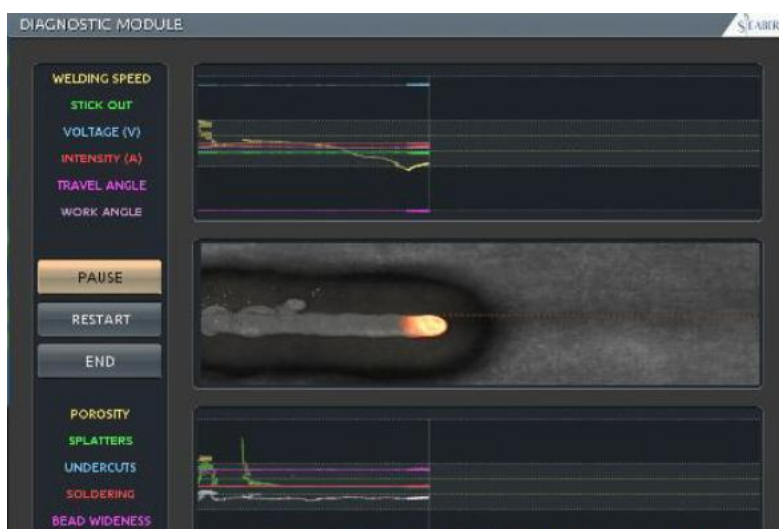 DIAGNOSTIC MODULE
SEABER
WELDING SPEED
STICK OUT
VOLTAGE (V)
INTENSITY (A)
TRAVEL ANGLE
WORK ANGLE
PAUSE
RESTART
END
POROSITY
SPLATTERS
UNDERCUTS
SOLDERING
BEAD WIDENESS